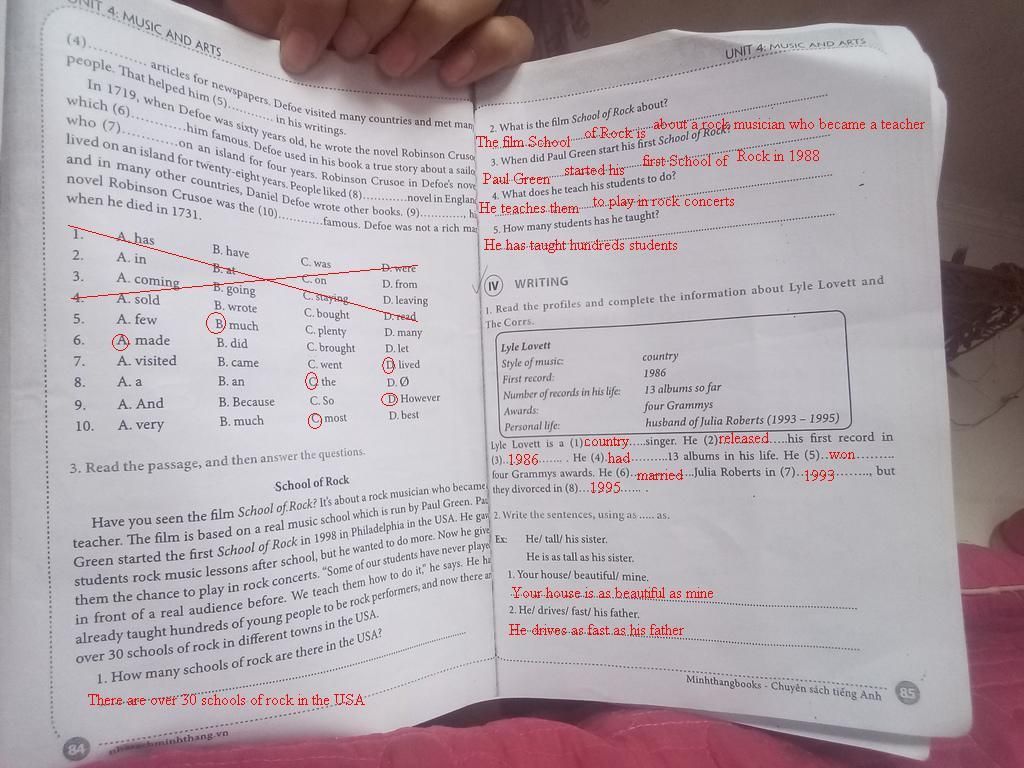 UNIT 4: MUSIC AND ARTS
(4)........... articles for newspapers. Defoe visited many countries and met many
people. That helped him (5)........... in his writings.
In 1719, when Defoe was sixty years old, he wrote the novel Robinson Crusoe
which (6)............him famous. Defoe used in his book a true story about a sailor
who (7)............on an island for four years. Robinson Crusoe in Defoe's novel
lived on an island for twenty-eight years. People liked (8)............novel in England
and in many other countries, Daniel Defoe wrote other books. (9)..........., hi
novel Robinson Crusoe was the (10)............famous. Defoe was not a rich ma
when he died in 1731.
1. A. has B. have C. was D. were
2. A. in B. at C. on D. from
3. A. coming B. going C. staying D. leaving
4. A. sold B. wrote C. bought D. read
5. A. few B. much C. plenty D. many
6. A. made B. did C. brought D. let
7. A. visited B. came C. went D. lived
8. A. a B. an C. the D. Ø
9. A. And B. Because C. So D. However
10. A. very B. much C. most D. best
3. Read the passage, and then answer the questions.
School of Rock
Have you seen the film School of Rock? It's about a rock musician who became
teacher. The film is based on a real music school which is run by Paul Green. Pau
Green started the first School of Rock in 1998 in Philadelphia in the USA. He gav
students rock music lessons after school, but he wanted to do more. Now he give
them the chance to play in rock concerts. "Some of our students have never playe
in front of a real audience before. We teach them how to do it," he says. He ha
already taught hundreds of young people to be rock performers, and now there ar
over 30 schools of rock in different towns in the USA.
1. How many schools of rock are there in the USA?
There are over 30 schools of rock in the USA
84
nhasachminhthang.vn
UNIT 4: MUSIC AND ARTS
2. What is the film School of Rock about?
The film School of Rock is about a rock musician who became a teacher
3. When did Paul Green start his first School of Rock?
Paul Green started his first School of Rock in 1988
4. What does he teach his students to do?
He teaches them to play in rock concerts
5. How many students has he taught?
He has taught hundreds students
IV WRITING
1. Read the profiles and complete the information about Lyle Lovett and
The Corrs.
Lyle Lovett
Style of music: country
First record: 1986
Number of records in his life: 13 albums so far
Awards: four Grammys
Personal life: husband of Julia Roberts (1993 – 1995)
Lyle Lovett is a (1)country.....singer. He (2)released.....his first record in
(3)..1986........ . He (4).had..........13 albums in his life. He (5)..won..........
four Grammys awards. He (6)..married....Julia Roberts in (7)..1993.........., but
they divorced in (8)...1995...... .
2. Write the sentences, using as ..... as.
Ex: He/ tall/ his sister.
He is as tall as his sister.
1. Your house/ beautiful/ mine.
Your house is as beautiful as mine
2. He/ drives/ fast/ his father.
He drives as fast as his father
Minhthangbooks - Chuyên sách tiếng Anh 85